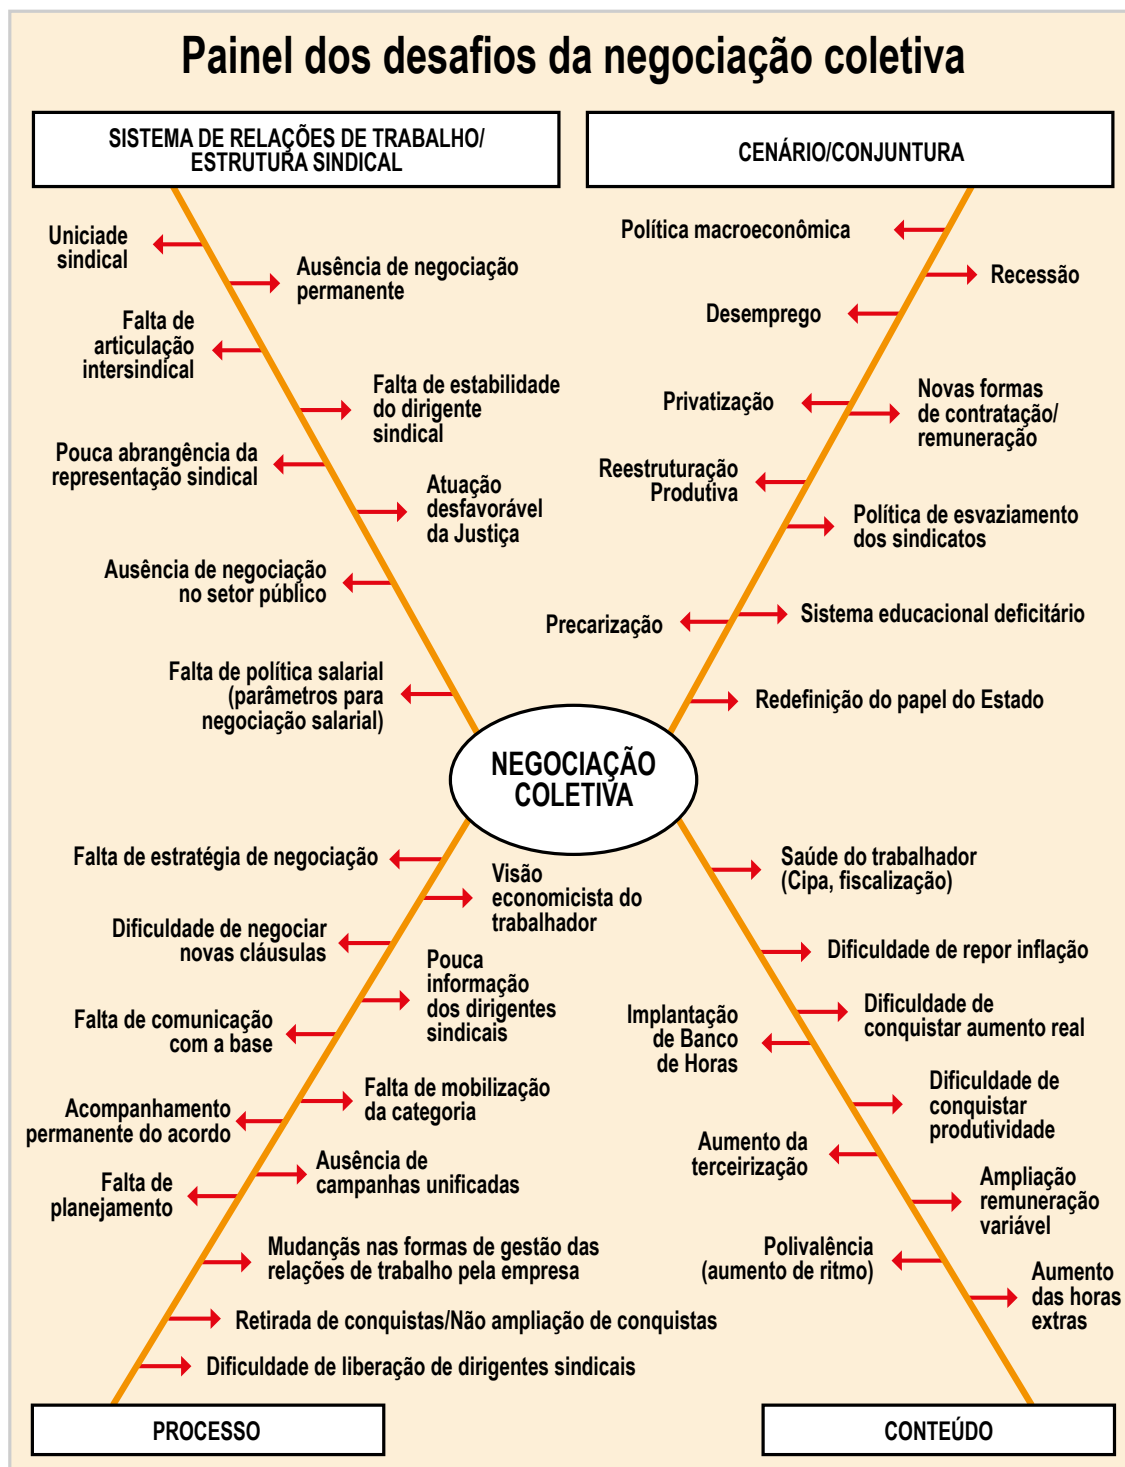 Painel dos desafios da negociação coletiva
SISTEMA DE RELAÇÕES DE TRABALHO/
ESTRUTURA SINDICAL
Uniciade
sindical
Ausência de negociação
permanente
Falta de
articulação
intersindical
Falta de estabilidade
do dirigente
sindical
Pouca abrangência da
representação sindical
Atuação
desfavorável
da Justiça
Ausência de negociação
no setor público
Falta de política salarial
(parâmetros para
negociação salarial)
CENÁRIO/CONJUNTURA
Política macroeconômica
Recessão
Desemprego
Privatização
Novas formas
de contratação/
remuneração
Reestruturação
Produtiva
Política de esvaziamento
dos sindicatos
Sistema educacional deficitário
Precarização
Redefinição do papel do Estado
NEGOCIAÇÃO
COLETIVA
Falta de estratégia de negociação
Visão
economicista do
trabalhador
Dificuldade de negociar
novas cláusulas
Pouca
informação
dos dirigentes
sindicais
Falta de comunicação
com a base
Falta de mobilização
da categoria
Acompanhamento
permanente do acordo
Ausência de
campanhas unificadas
Falta de
planejamento
Mudançãs nas formas de gestão das
relações de trabalho pela empresa
Retirada de conquistas/Não ampliação de conquistas
Dificuldade de liberação de dirigentes sindicais
PROCESSO
Saúde do trabalhador
(Cipa, fiscalização)
Dificuldade de repor inflação
Dificuldade de
conquistar aumento real
Implantação
de Banco
de Horas
Dificuldade de
conquistar
produtividade
Aumento da
terceirização
Ampliação
remuneração
variável
Polivalência
(aumento de ritmo)
Aumento
das horas
extras
CONTEÚDO